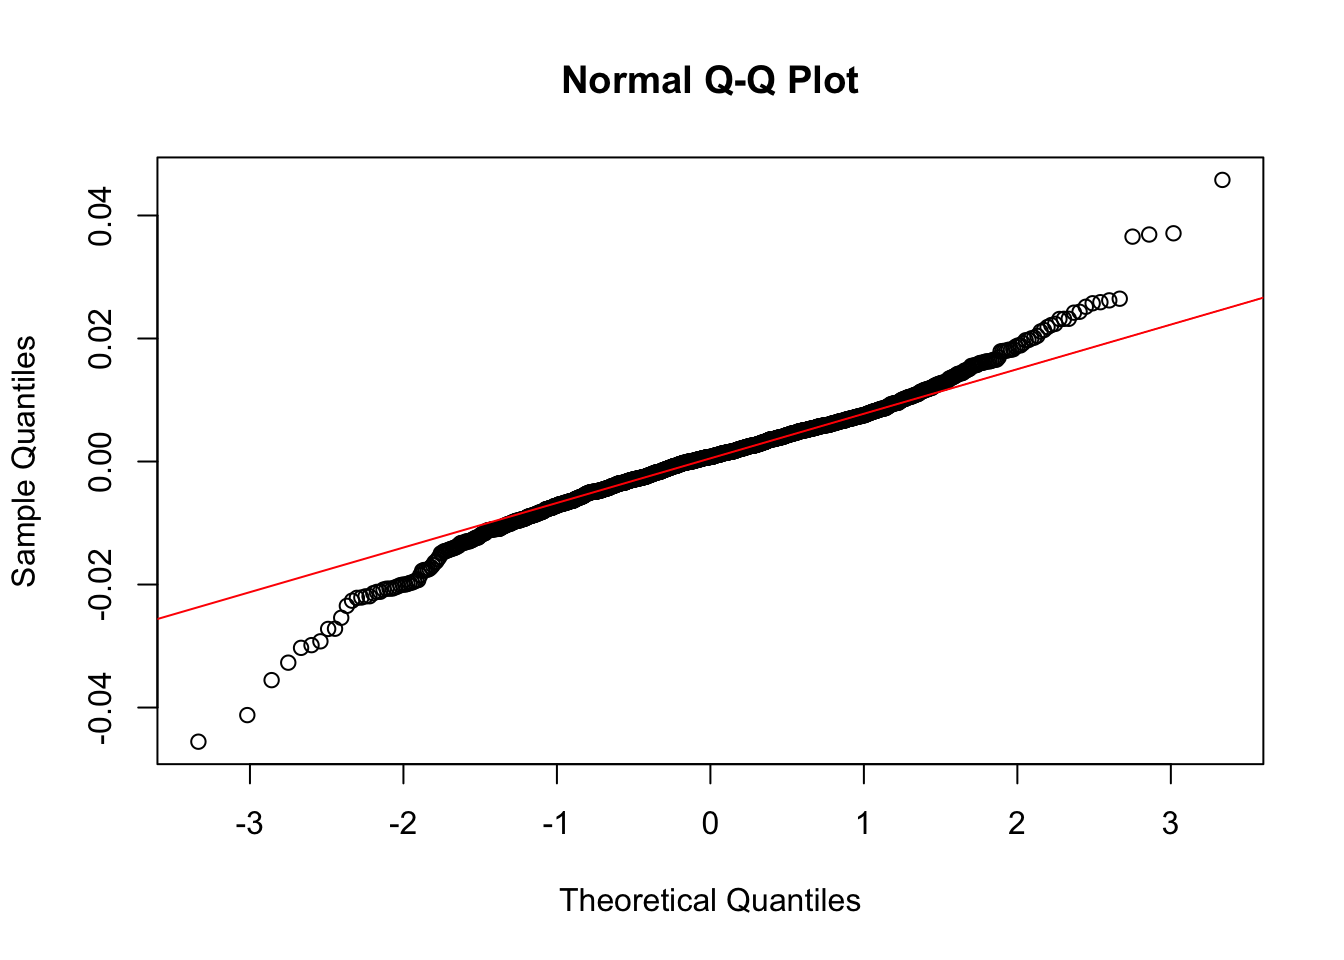 Normal Q-Q Plot
Sample Quantiles
0.04
0.02
0.00
-0.02
-0.04
-3 -2 -1 0 1 2 3
Theoretical Quantiles